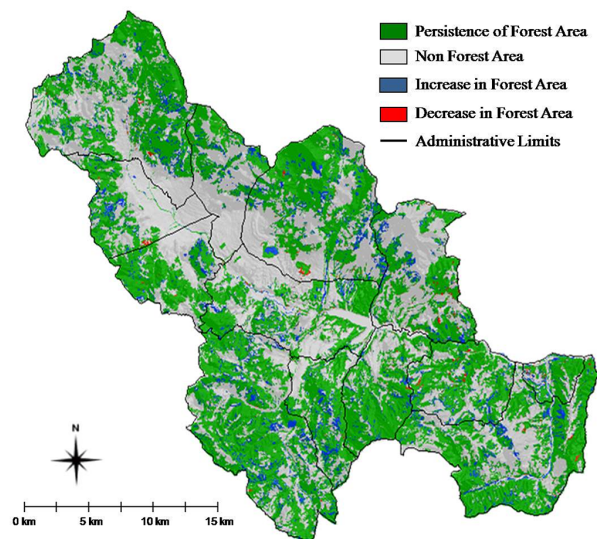 Persistence of Forest Area
Non Forest Area
Increase in Forest Area
Decrease in Forest Area
Administrative Limits
N
0 km 5 km 10 km 15 km